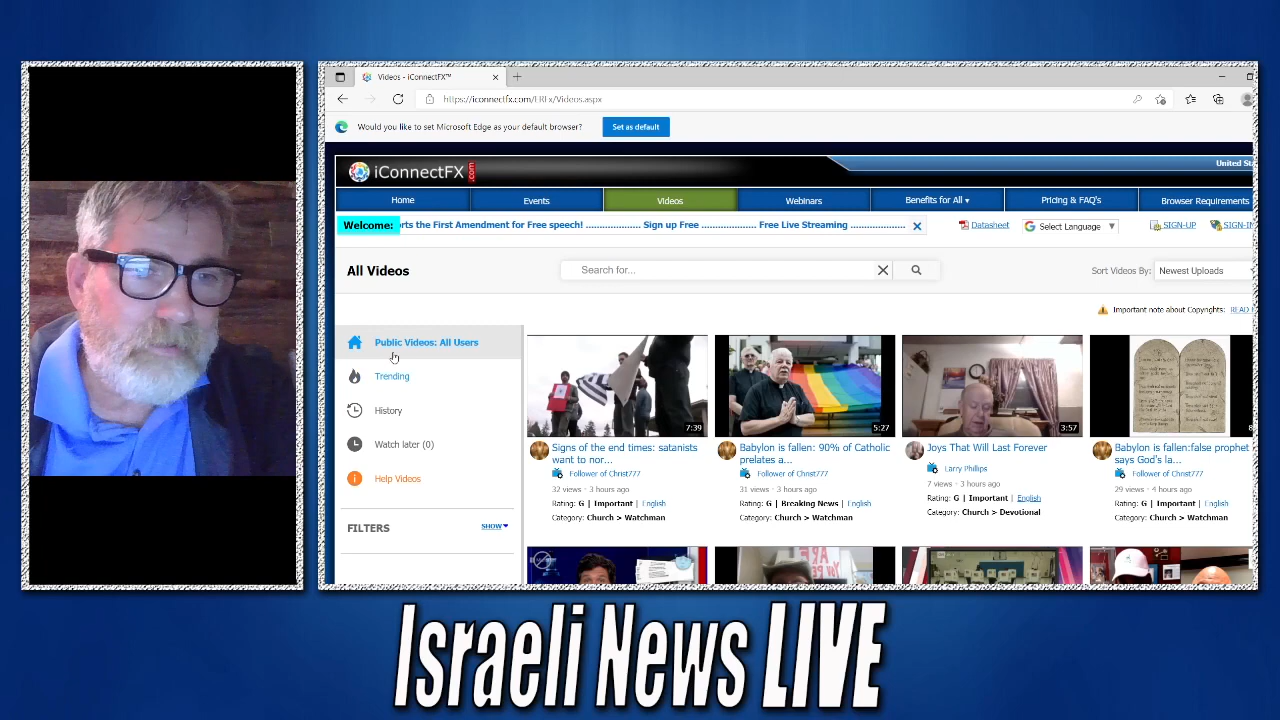 Videos - iConnectFX™
https://iconnectfx.com/LRFx/Videos.aspx
Would you like to set Microsoft Edge as your default browser?
Set as default
iConnectFX.com
United Sta
Home
Events
Videos
Webinars
Benefits for All
Pricing & FAQ's
Browser Requirements
Welcome:
rts the First Amendment for Free speech! ..................... Sign up Free ..................... Free Live Streaming .....................
Datasheet
Select Language
SIGN-UP
SIGN-IN
All Videos
Search for...
Sort Videos By:
Newest Uploads
Important note about Copyrights:
READ
Public Videos: All Users
Trending
History
Watch later (0)
Help Videos
FILTERS
SHOW
7:39
Signs of the end times: satanists
want to nor...
Follower of Christ777
32 views - 3 hours ago
Rating: G | Important | English
Category: Church > Watchman
5:27
Babylon is fallen: 90% of Catholic
prelates a...
Follower of Christ777
31 views - 3 hours ago
Rating: G | Breaking News | English
Category: Church > Watchman
3:57
Joys That Will Last Forever
Larry Phillips
7 views - 3 hours ago
Rating: G | Important | English
Category: Church > Devotional
8
Babylon is fallen:false prophet
says God's la...
Follower of Christ777
29 views - 4 hours ago
Rating: G | Important | English
Category: Church > Watchman
Israeli News LIVE